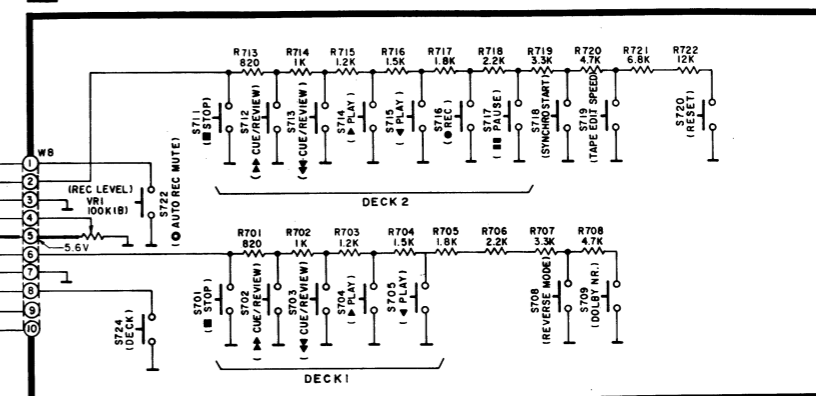 R713 R714 R715 R716 R717 R718 R719 R720 R721 R722
820 1K 1.2K 1.5K 1.8K 2.2K 3.3K 4.7K 6.8K 12K
S711
(■ STOP)
S712
(▶▶ CUE/REVIEW)
S713
(◀◀ CUE/REVIEW)
S714
(▶ PLAY)
S715
(◀ PLAY)
S716
(● REC)
S717
(■■ PAUSE)
S718
(SYNCHRO START)
S719
(TAPE EDIT SPEED)
S720
(RESET)
DECK 2
W8
1
2
3
4
5
6
7
8
9
10
(REC LEVEL)
VR1
100K(B)
5.6V
S722
(● AUTO REC MUTE)
S724
(DECK)
R701 R702 R703 R704 R705 R706 R707 R708
820 1K 1.2K 1.5K 1.8K 2.2K 3.3K 4.7K
S701
(■ STOP)
S702
(▶▶ CUE/REVIEW)
S703
(◀◀ CUE/REVIEW)
S704
(▶ PLAY)
S705
(◀ PLAY)
S708
(REVERSE MODE)
S709
(DOLBY N.R.)
DECK 1